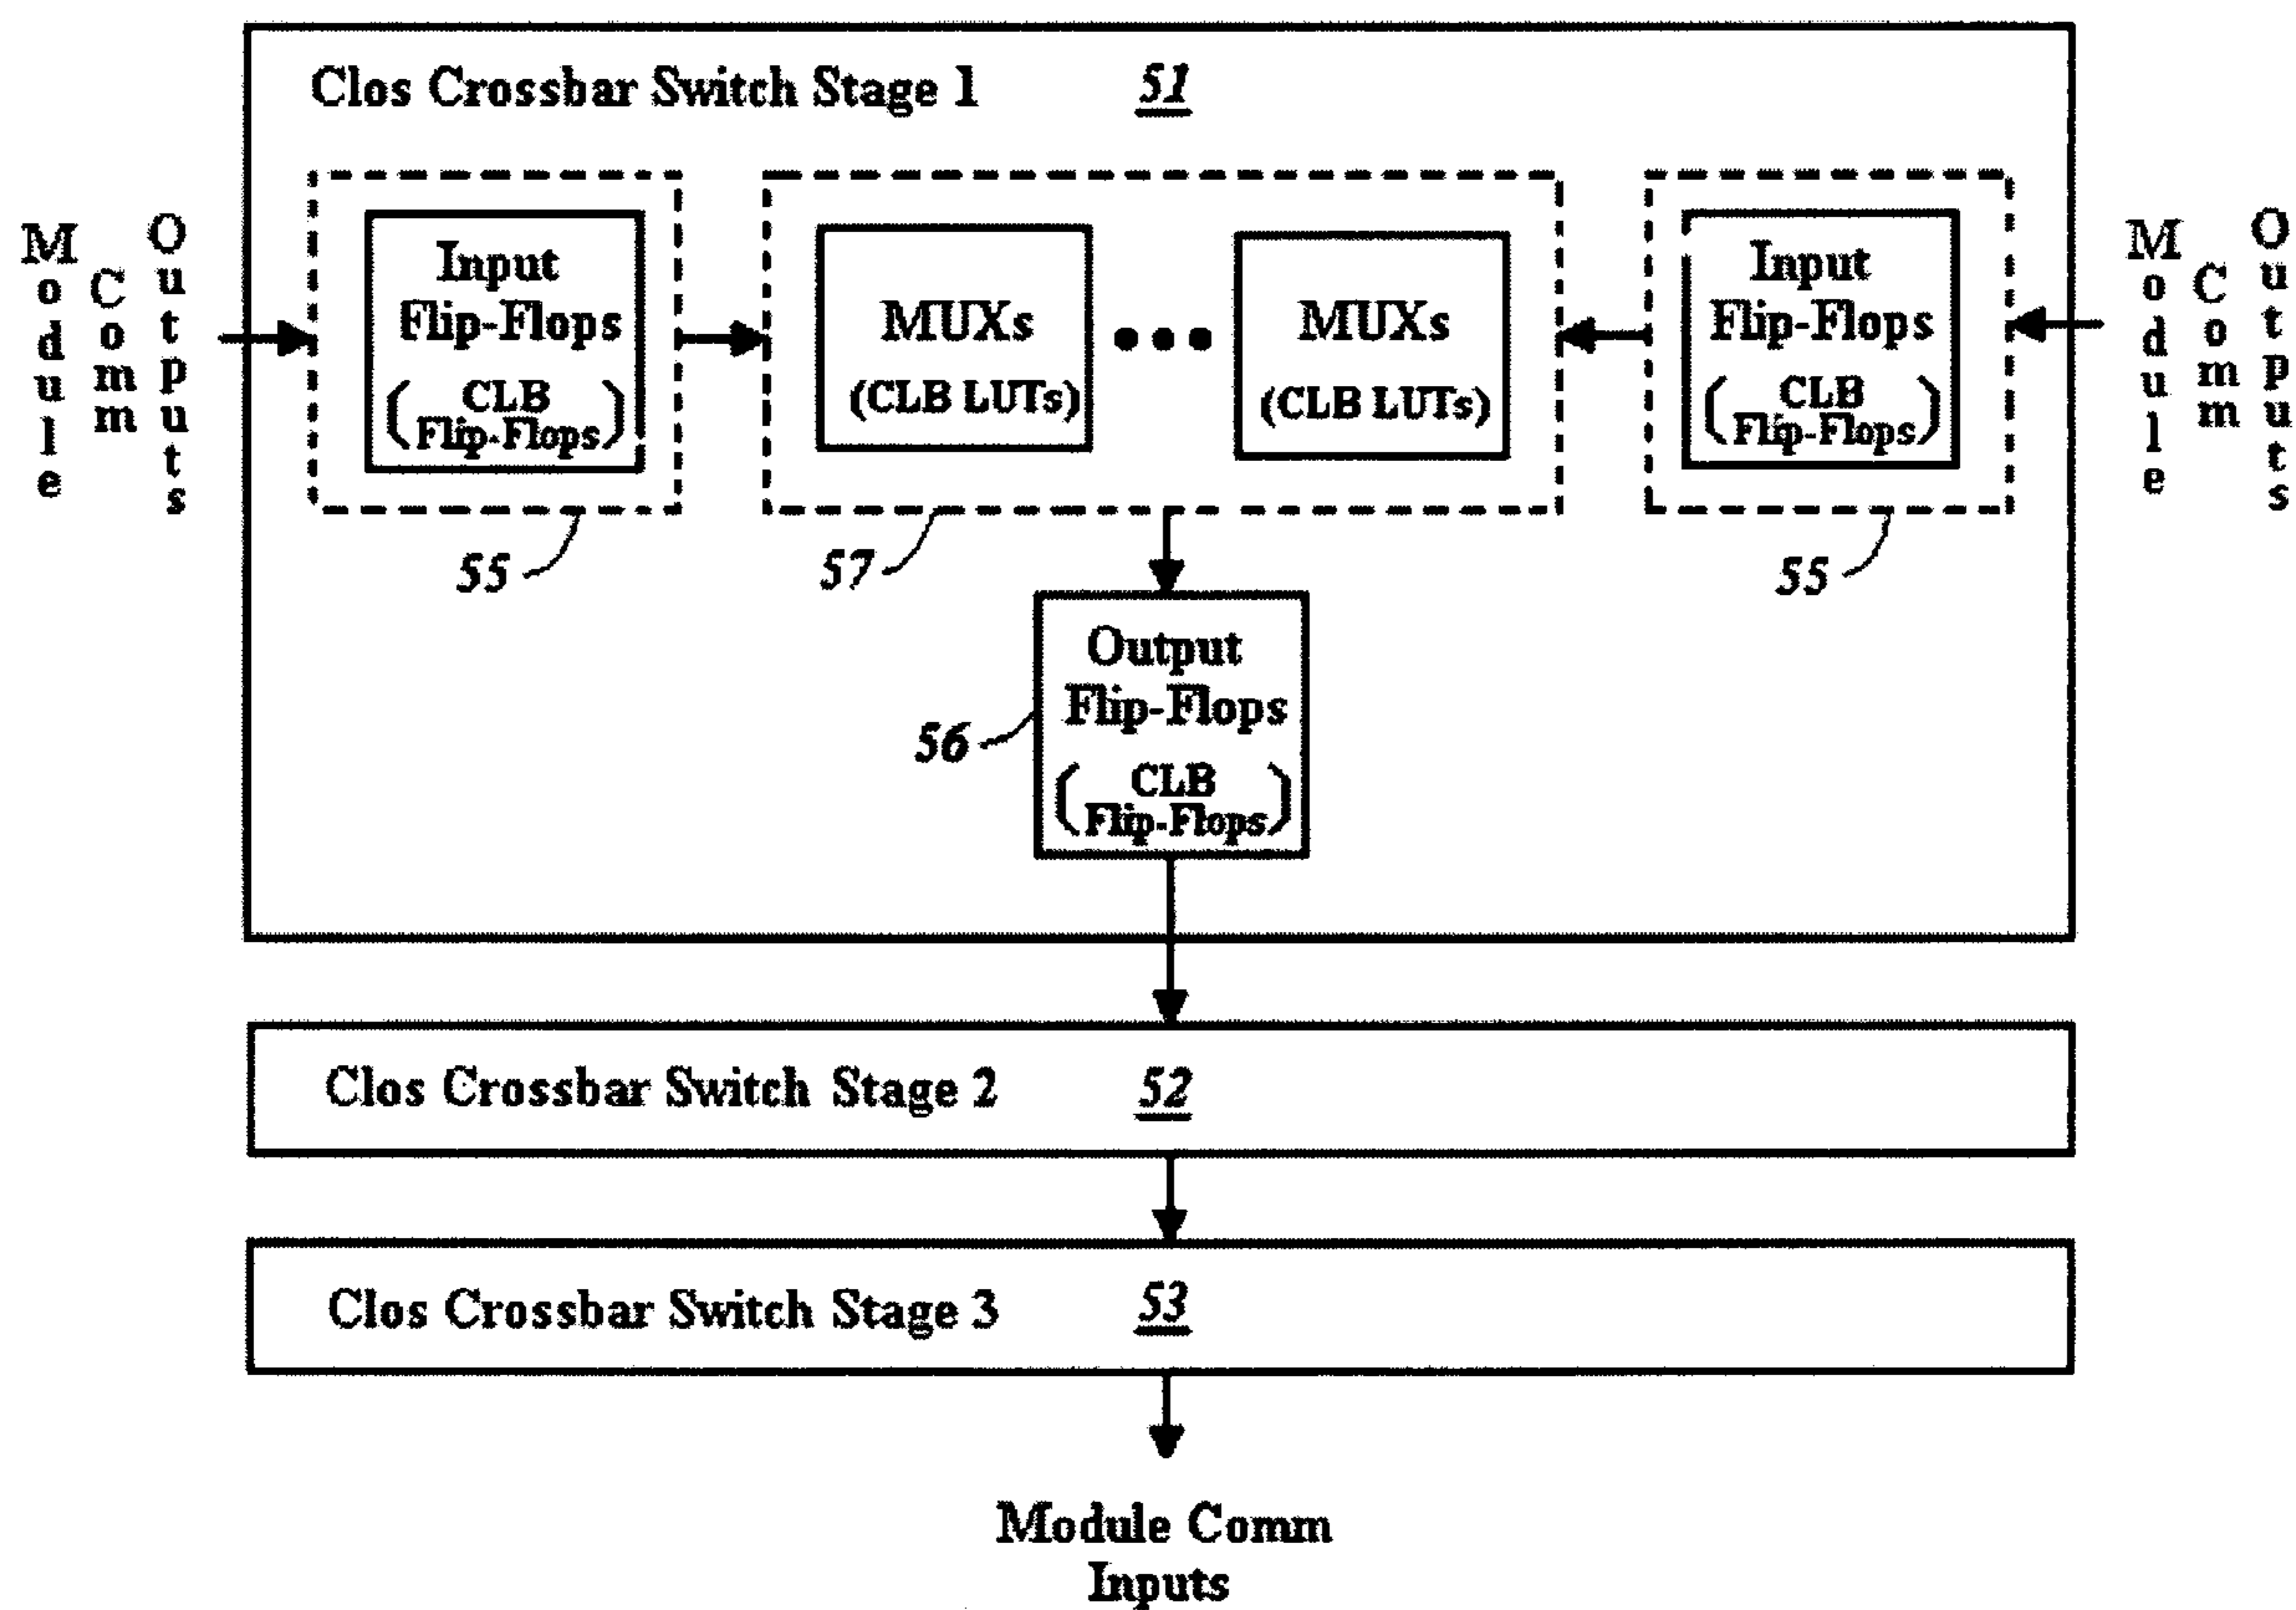 Clos Crossbar Switch Stage 1 51
Module
Comm
Outputs
Input
Flip-Flops
(CLB
Flip-Flops)
MUXs
(CLB LUTs)
MUXs
(CLB LUTs)
Input
Flip-Flops
(CLB
Flip-Flops)
Module
Comm
Outputs
55
57
55
Output
Flip-Flops
(CLB
Flip-Flops)
56
Clos Crossbar Switch Stage 2 52
Clos Crossbar Switch Stage 3 53
Module Comm
Inputs